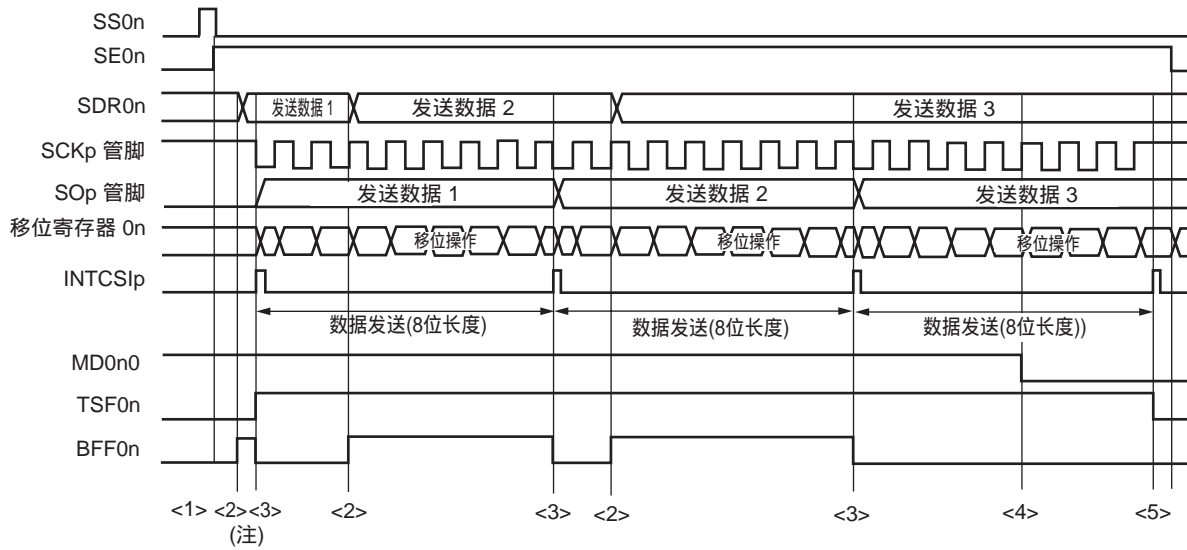 SS0n
SE0n
SDR0n 发送数据 1 发送数据 2 发送数据 3
SCKp 管脚
SOp 管脚 发送数据 1 发送数据 2 发送数据 3
移位寄存器 0n 移位操作 移位操作 移位操作
INTCSIp
数据发送(8位长度) 数据发送(8位长度) 数据发送(8位长度))
MD0n0
TSF0n
BFF0n
<1> <2> <3> <2> <3> <2> <3> <4> <5>
(注)